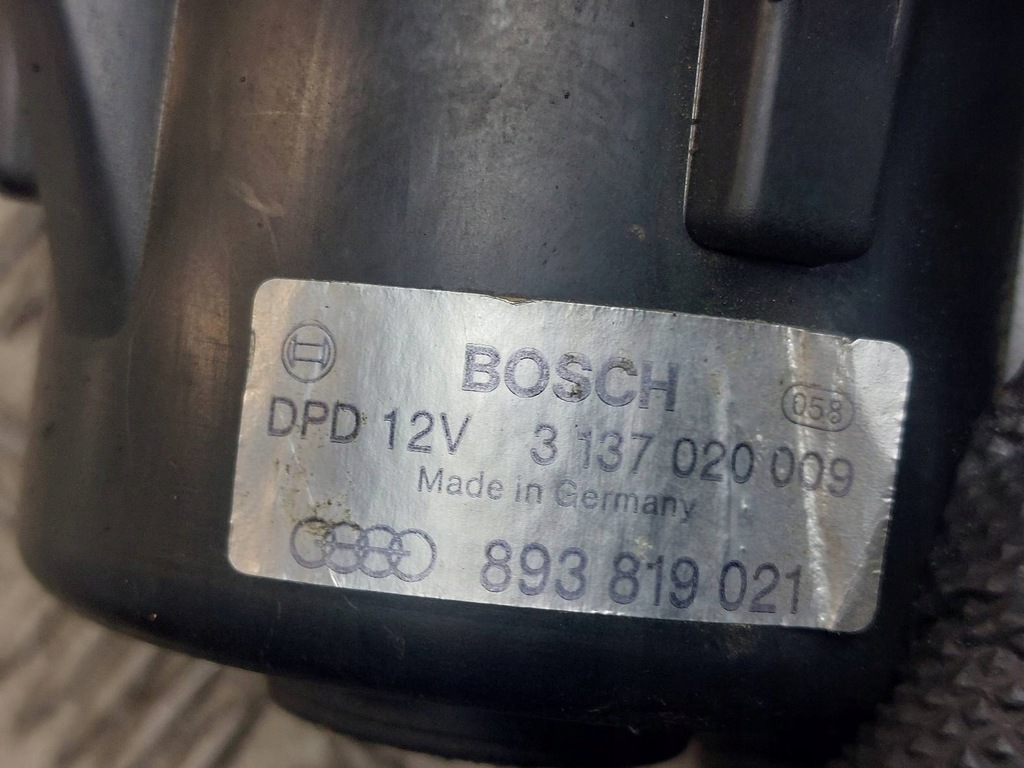 BOSCH
058
DPD 12V 3 137 020 009
Made in Germany
893 819 021